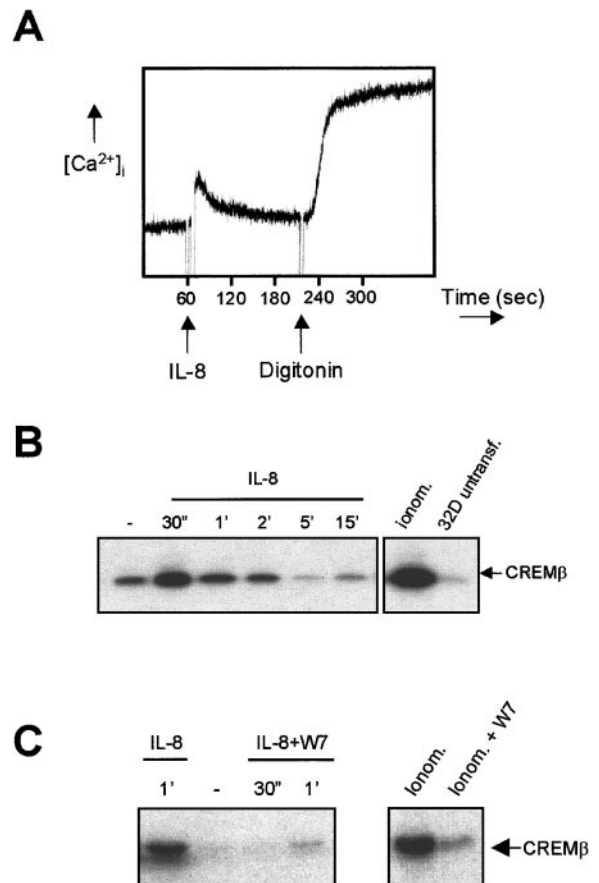 A
[Ca²⁺]ᵢ
60 120 180 240 300
Time (sec)
IL-8 Digitonin
B
IL-8
- 30" 1' 2' 5' 15' ionom. 32D untransf.
CREMβ
C
IL-8 IL-8+W7
1' - 30" 1' Ionom. Ionom. + W7
CREMβ